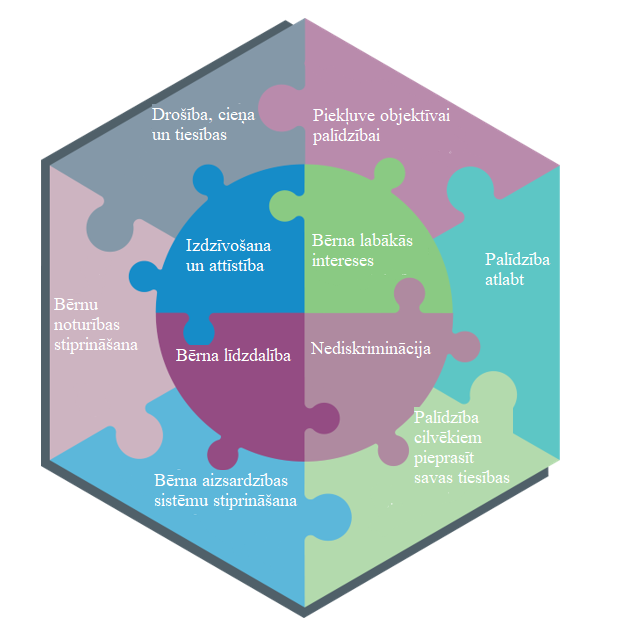 Drošība, cieņa
un tiesības
Piekļuve objektīvai
palīdzībai
Izdzīvošana
un attīstība
Bērna labākās
intereses
Palīdzība
atlabt
Bērnu
noturības
stiprināšana
Bērna līdzdalība
Nediskriminācija
Palīdzība
cilvēkiem
pieprasīt
savas tiesības
Bērna aizsardzības
sistēmu stiprināšana